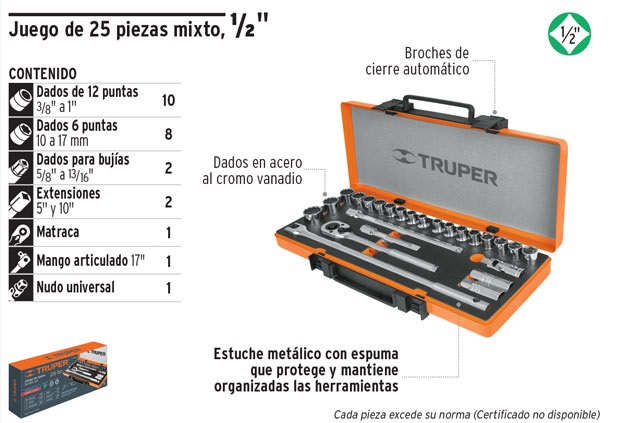 Juego de 25 piezas mixto, 1/2"
1/2"
CONTENIDO
Dados de 12 puntas
3/8" a 1"
10
Dados 6 puntas
10 a 17 mm
8
Dados para bujías
5/8" a 13/16"
2
Extensiones
5" y 10"
2
Matraca
1
Mango articulado 17"
1
Nudo universal
1
Broches de
cierre automático
Dados en acero
al cromo vanadio
TRUPER
Estuche metálico con espuma
que protege y mantiene
organizadas las herramientas
TRUPER
Cada pieza excede su norma (Certificado no disponible)